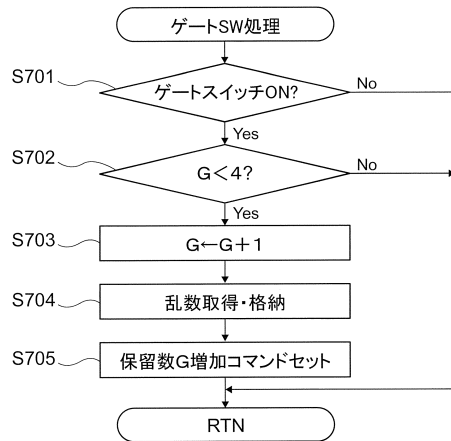 ゲートSW処理
S701
ゲートスイッチON?
No
Yes
S702
G<4?
No
Yes
S703
G←G+1
S704
乱数取得・格納
S705
保留数G増加コマンドセット
RTN